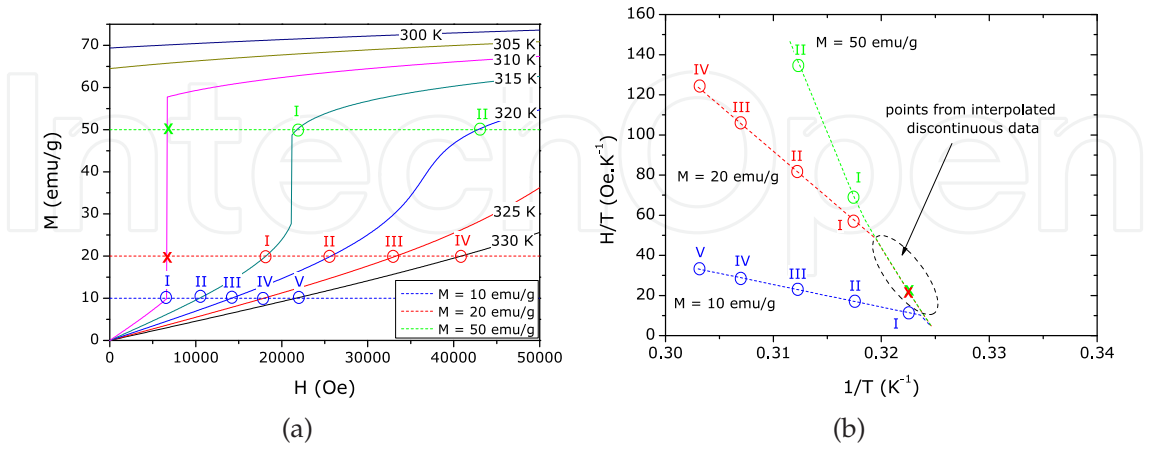 M (emu/g)
70
60
50
40
30
20
10
0
300 K
305 K
310 K
315 K
320 K
325 K
330 K
X
X
I
II
I
II
III
IV
I
II
III
IV
V
M = 10 emu/g
M = 20 emu/g
M = 50 emu/g
0
10000
20000
30000
40000
50000
H (Oe)
(a)
H/T (Oe.K⁻¹)
160
140
120
100
80
60
40
20
0
II
M = 50 emu/g
IV
III
II
I
I
M = 20 emu/g
points from interpolated
discontinuous data
X
V
IV
III
II
I
M = 10 emu/g
0.30
0.31
0.32
0.33
0.34
1/T (K⁻¹)
(b)
IntechOpen